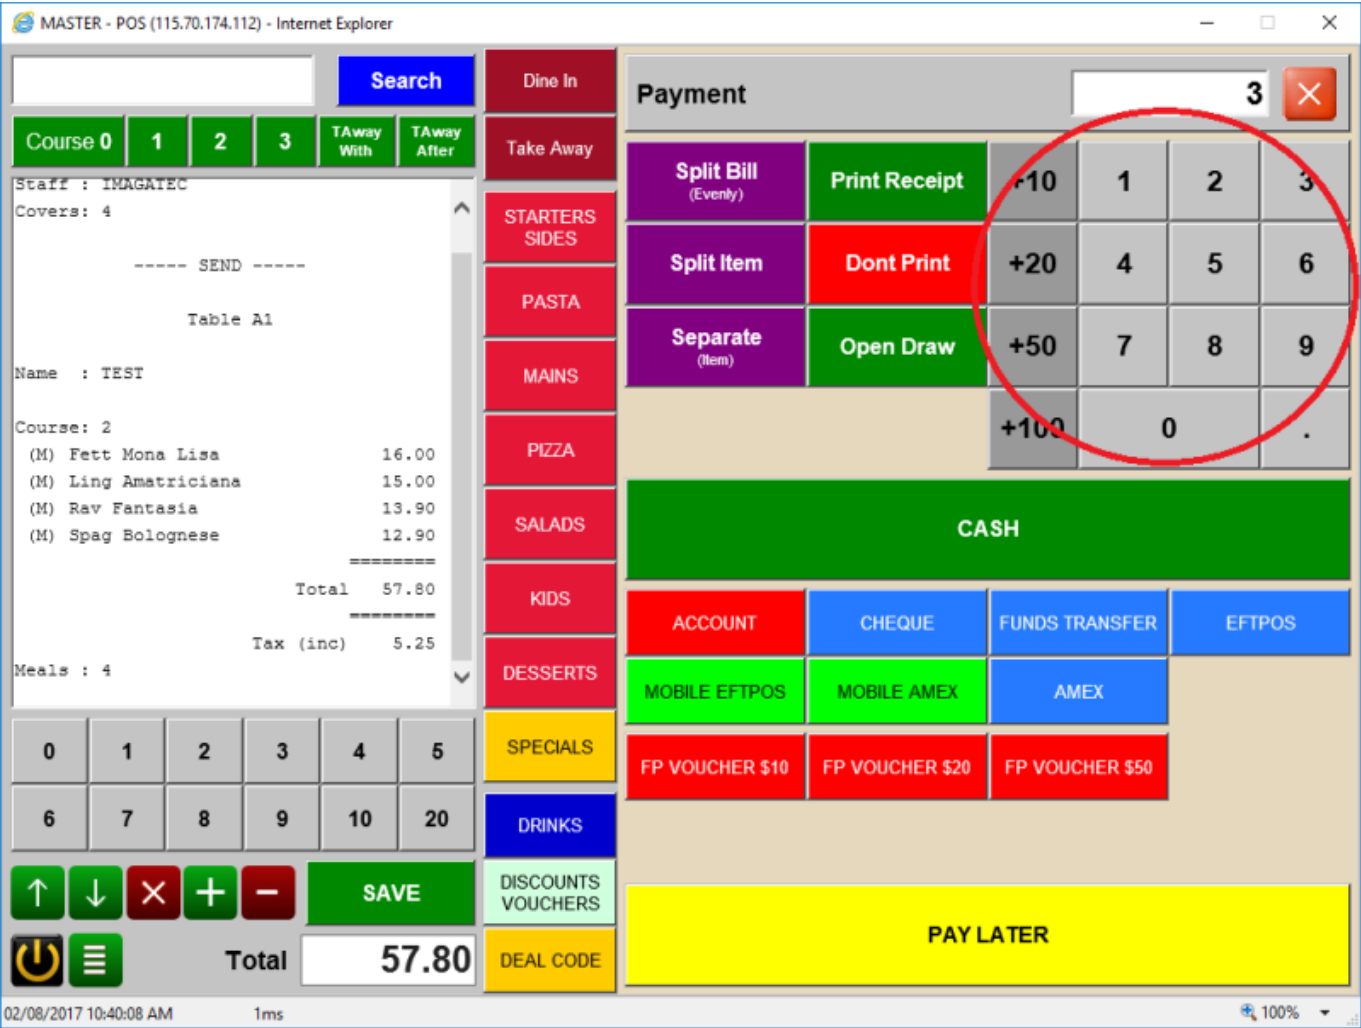 MASTER - POS (115.70.174.112) - Internet Explorer
Search
Course 0 1 2 3 TAway With TAway After
Staff : IMAGATEC
Covers: 4
----- SEND -----
Table A1
Name : TEST
Course: 2
(M) Fett Mona Lisa 16.00
(M) Ling Amatriciana 15.00
(M) Rav Fantasia 13.90
(M) Spag Bolognese 12.90
========
Total 57.80
========
Tax (inc) 5.25
Meals : 4
0 1 2 3 4 5
6 7 8 9 10 20
SAVE
Total 57.80
Dine In
Take Away
STARTERS
SIDES
PASTA
MAINS
PIZZA
SALADS
KIDS
DESSERTS
SPECIALS
DRINKS
DISCOUNTS
VOUCHERS
DEAL CODE
Payment 3
Split Bill
(Evenly)
Print Receipt
+10 1 2 3
Split Item
Dont Print
+20 4 5 6
Separate
(Item)
Open Draw
+50 7 8 9
+100 0 .
CASH
ACCOUNT CHEQUE FUNDS TRANSFER EFTPOS
MOBILE EFTPOS MOBILE AMEX AMEX
FP VOUCHER $10 FP VOUCHER $20 FP VOUCHER $50
PAY LATER
02/08/2017 10:40:08 AM 1ms
100%